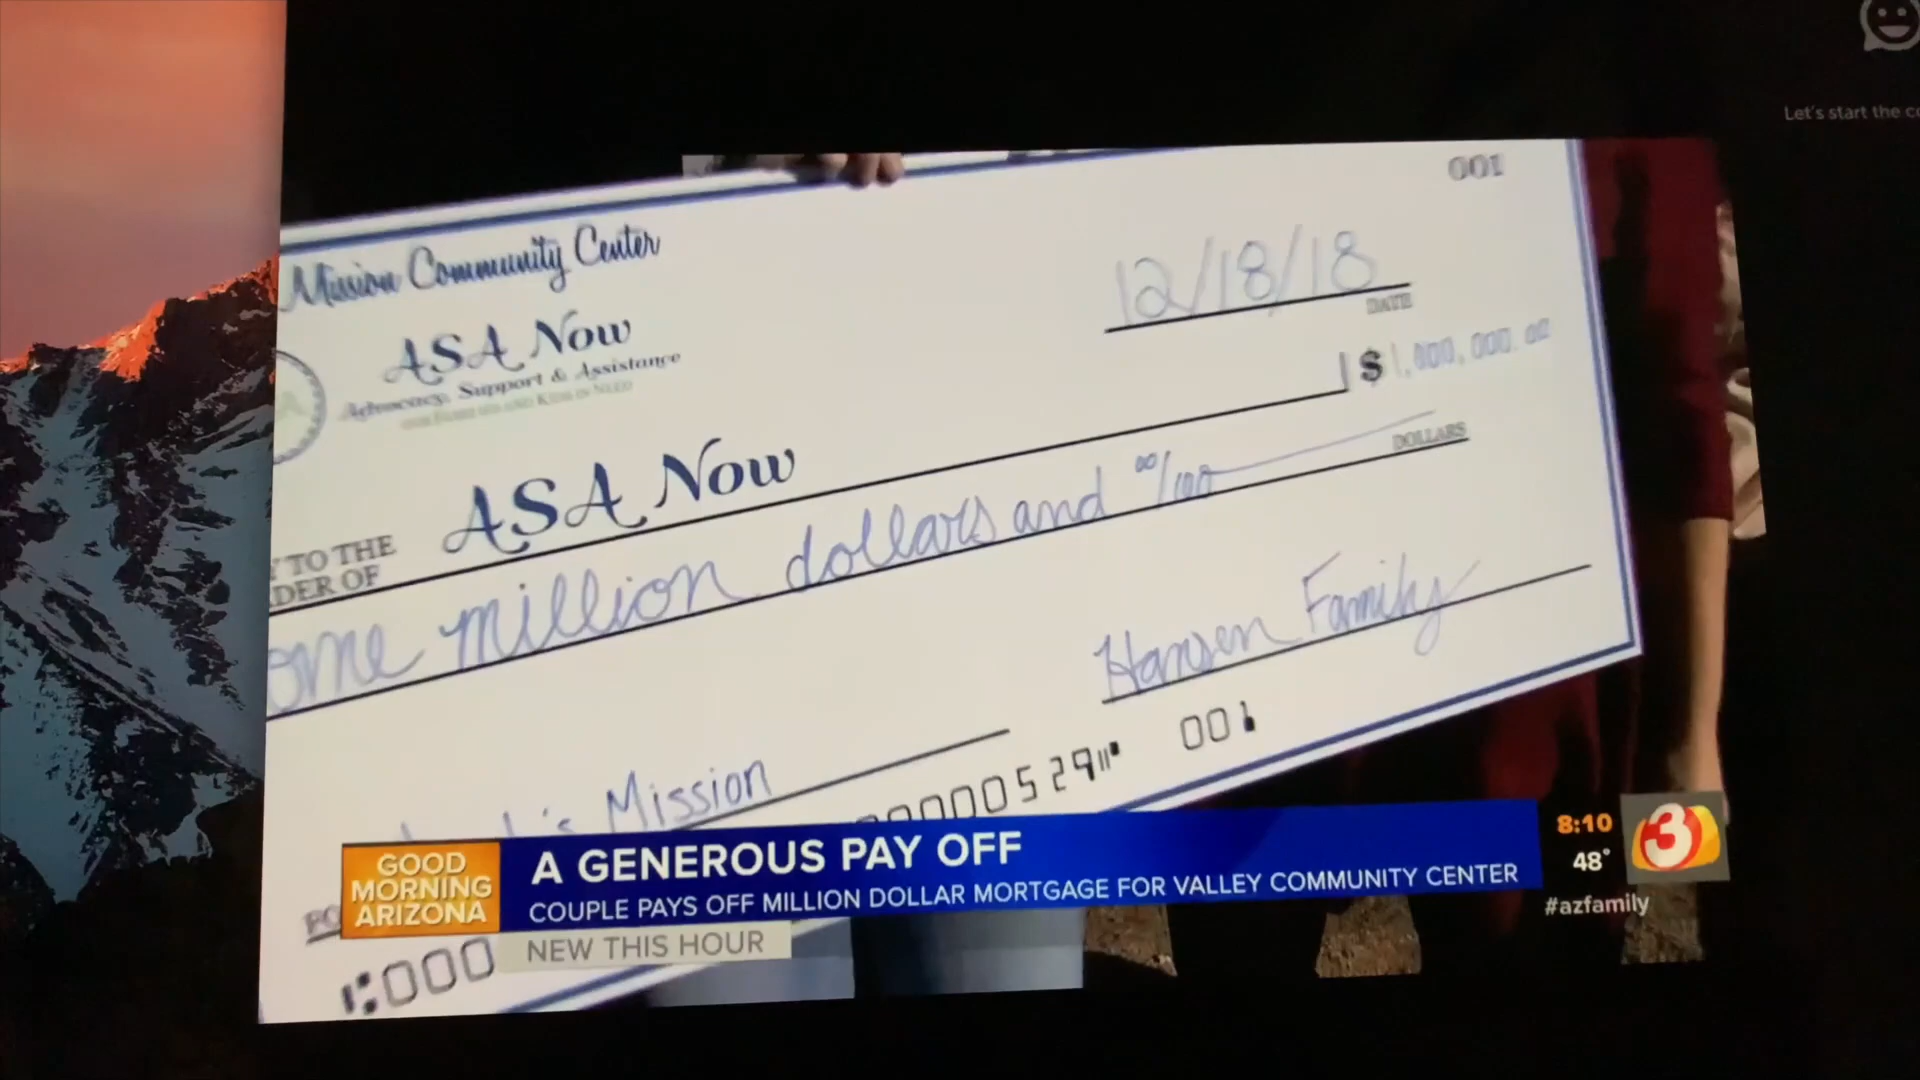 Let's start the
001
Mission Community Center
12/18/18
DATE
ASA Now
Advocacy, Support & Assistance
$ 1,000,000.00
TO THE
DER OF
ASA Now
DOLLARS
one million dollars and 00/100
Hansen Family
's Mission
0000529 001
GOOD
MORNING
ARIZONA
A GENEROUS PAY OFF
COUPLE PAYS OFF MILLION DOLLAR MORTGAGE FOR VALLEY COMMUNITY CENTER
NEW THIS HOUR
8:10
48°
3
#azfamily
000